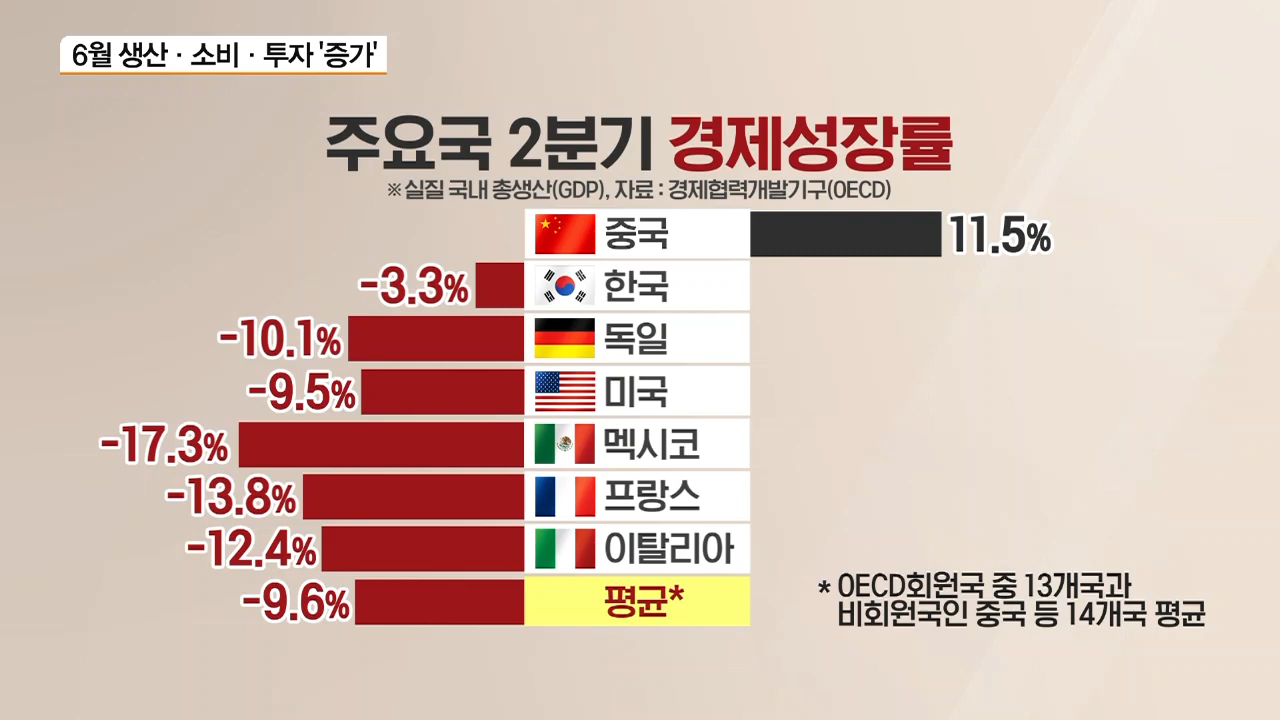 6월 생산 · 소비 · 투자 '증가'
주요국 2분기 경제성장률
※ 실질 국내 총생산(GDP), 자료 : 경제협력개발기구(OECD)
중국 11.5%
-3.3% 한국
-10.1% 독일
-9.5% 미국
-17.3% 멕시코
-13.8% 프랑스
-12.4% 이탈리아
-9.6% 평균*
* OECD회원국 중 13개국과
비회원국인 중국 등 14개국 평균